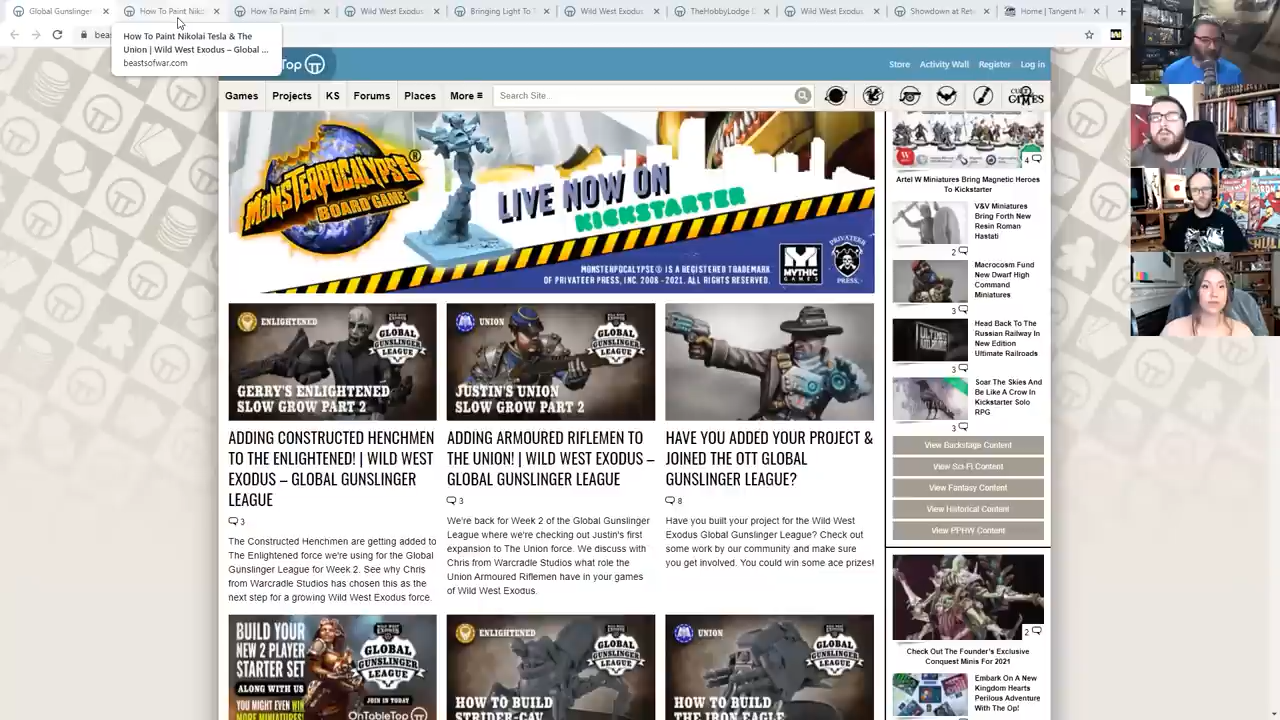 Global Gunslinger
How To Paint Niko
How To Paint Em
Wild West Exodus
Bringing Light To T
Wild West Exodus
TheHobbyLodge
Wild West Exodus
Showdown at Ret
Home | Tangent M
How To Paint Nikolai Tesla & The
Union | Wild West Exodus – Global ...
beastsofwar.com
beas
Top
Store
Activity Wall
Register
Log in
Games
Projects
KS
Forums
Places
More
Search Site...
GAMES
MONSTERPOCALYPSE®
BOARD GAME
LIVE NOW ON
KICKSTARTER
MONSTERPOCALYPSE® IS A REGISTERED TRADEMARK
OF PRIVATEER PRESS, INC. 2008 - 2021. ALL RIGHTS RESERVED.
MYTHIC
GAMES
PRIVATEER
PRESS
ENLIGHTENED
GLOBAL
GUNSLINGER
LEAGUE
GERRY'S ENLIGHTENED
SLOW GROW PART 2
UNION
GLOBAL
GUNSLINGER
LEAGUE
JUSTIN'S UNION
SLOW GROW PART 2
ADDING CONSTRUCTED HENCHMEN
TO THE ENLIGHTENED! | WILD WEST
EXODUS – GLOBAL GUNSLINGER
LEAGUE
3
The Constructed Henchmen are getting added to
The Enlightened force we're using for the Global
Gunslinger League for Week 2. See why Chris
from Warcradle Studios has chosen this as the
next step for a growing Wild West Exodus force.
ADDING ARMOURED RIFLEMEN TO
THE UNION! | WILD WEST EXODUS –
GLOBAL GUNSLINGER LEAGUE
3
We're back for Week 2 of the Global Gunslinger
League where we're checking out Justin's first
expansion to The Union force. We discuss with
Chris from Warcradle Studios what role the
Union Armoured Riflemen have in your games
of Wild West Exodus.
HAVE YOU ADDED YOUR PROJECT &
JOINED THE OTT GLOBAL
GUNSLINGER LEAGUE?
8
Have you built your project for the Wild West
Exodus Global Gunslinger League? Check out
some work by our community and make sure
you get involved. You could win some ace prizes!
BUILD YOUR
NEW 2 PLAYER
STARTER SET
ALONG WITH US
YOU MIGHT EVEN WIN
MORE MINIATURES!
GLOBAL
GUNSLINGER
LEAGUE
JOIN IN TODAY
OnTableTop
ENLIGHTENED
GLOBAL
GUNSLINGER
LEAGUE
HOW TO BUILD
STRIDER-CAV
UNION
GLOBAL
GUNSLINGER
LEAGUE
HOW TO BUILD
THE IRON EAGLE
4
Artel W Miniatures Bring Magnetic Heroes
To Kickstarter
V&V Miniatures
Bring Forth New
Resin Roman
Hastati
2
Macrocosm Fund
New Dwarf High
Command
Miniatures
3
Head Back To The
Russian Railway In
New Edition
Ultimate Railroads
3
Soar The Skies And
Be Like A Crow In
Kickstarter Solo
RPG
3
View Backstage Content
View Sci-Fi Content
View Fantasy Content
View Historical Content
View PPHW Content
2
Check Out The Founder's Exclusive
Conquest Minis For 2021
Embark On A New
Kingdom Hearts
Perilous Adventure
With The Op!